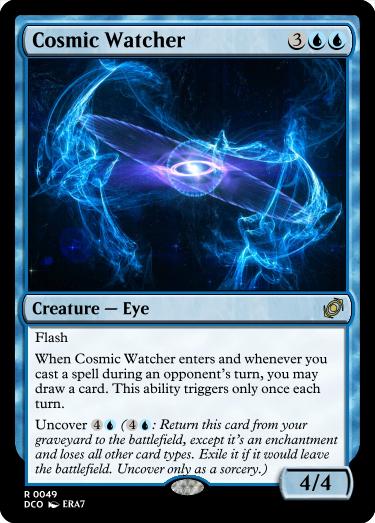 Cosmic Watcher 3UU
Creature — Eye
Flash
When Cosmic Watcher enters and whenever you
cast a spell during an opponent's turn, you may
draw a card. This ability triggers only once each
turn.
Uncover 4U (4U: Return this card from your
graveyard to the battlefield, except it's an enchantment
and loses all other card types. Exile it if it would leave
the battlefield. Uncover only as a sorcery.)
4/4
R 0049
DCO ERA7